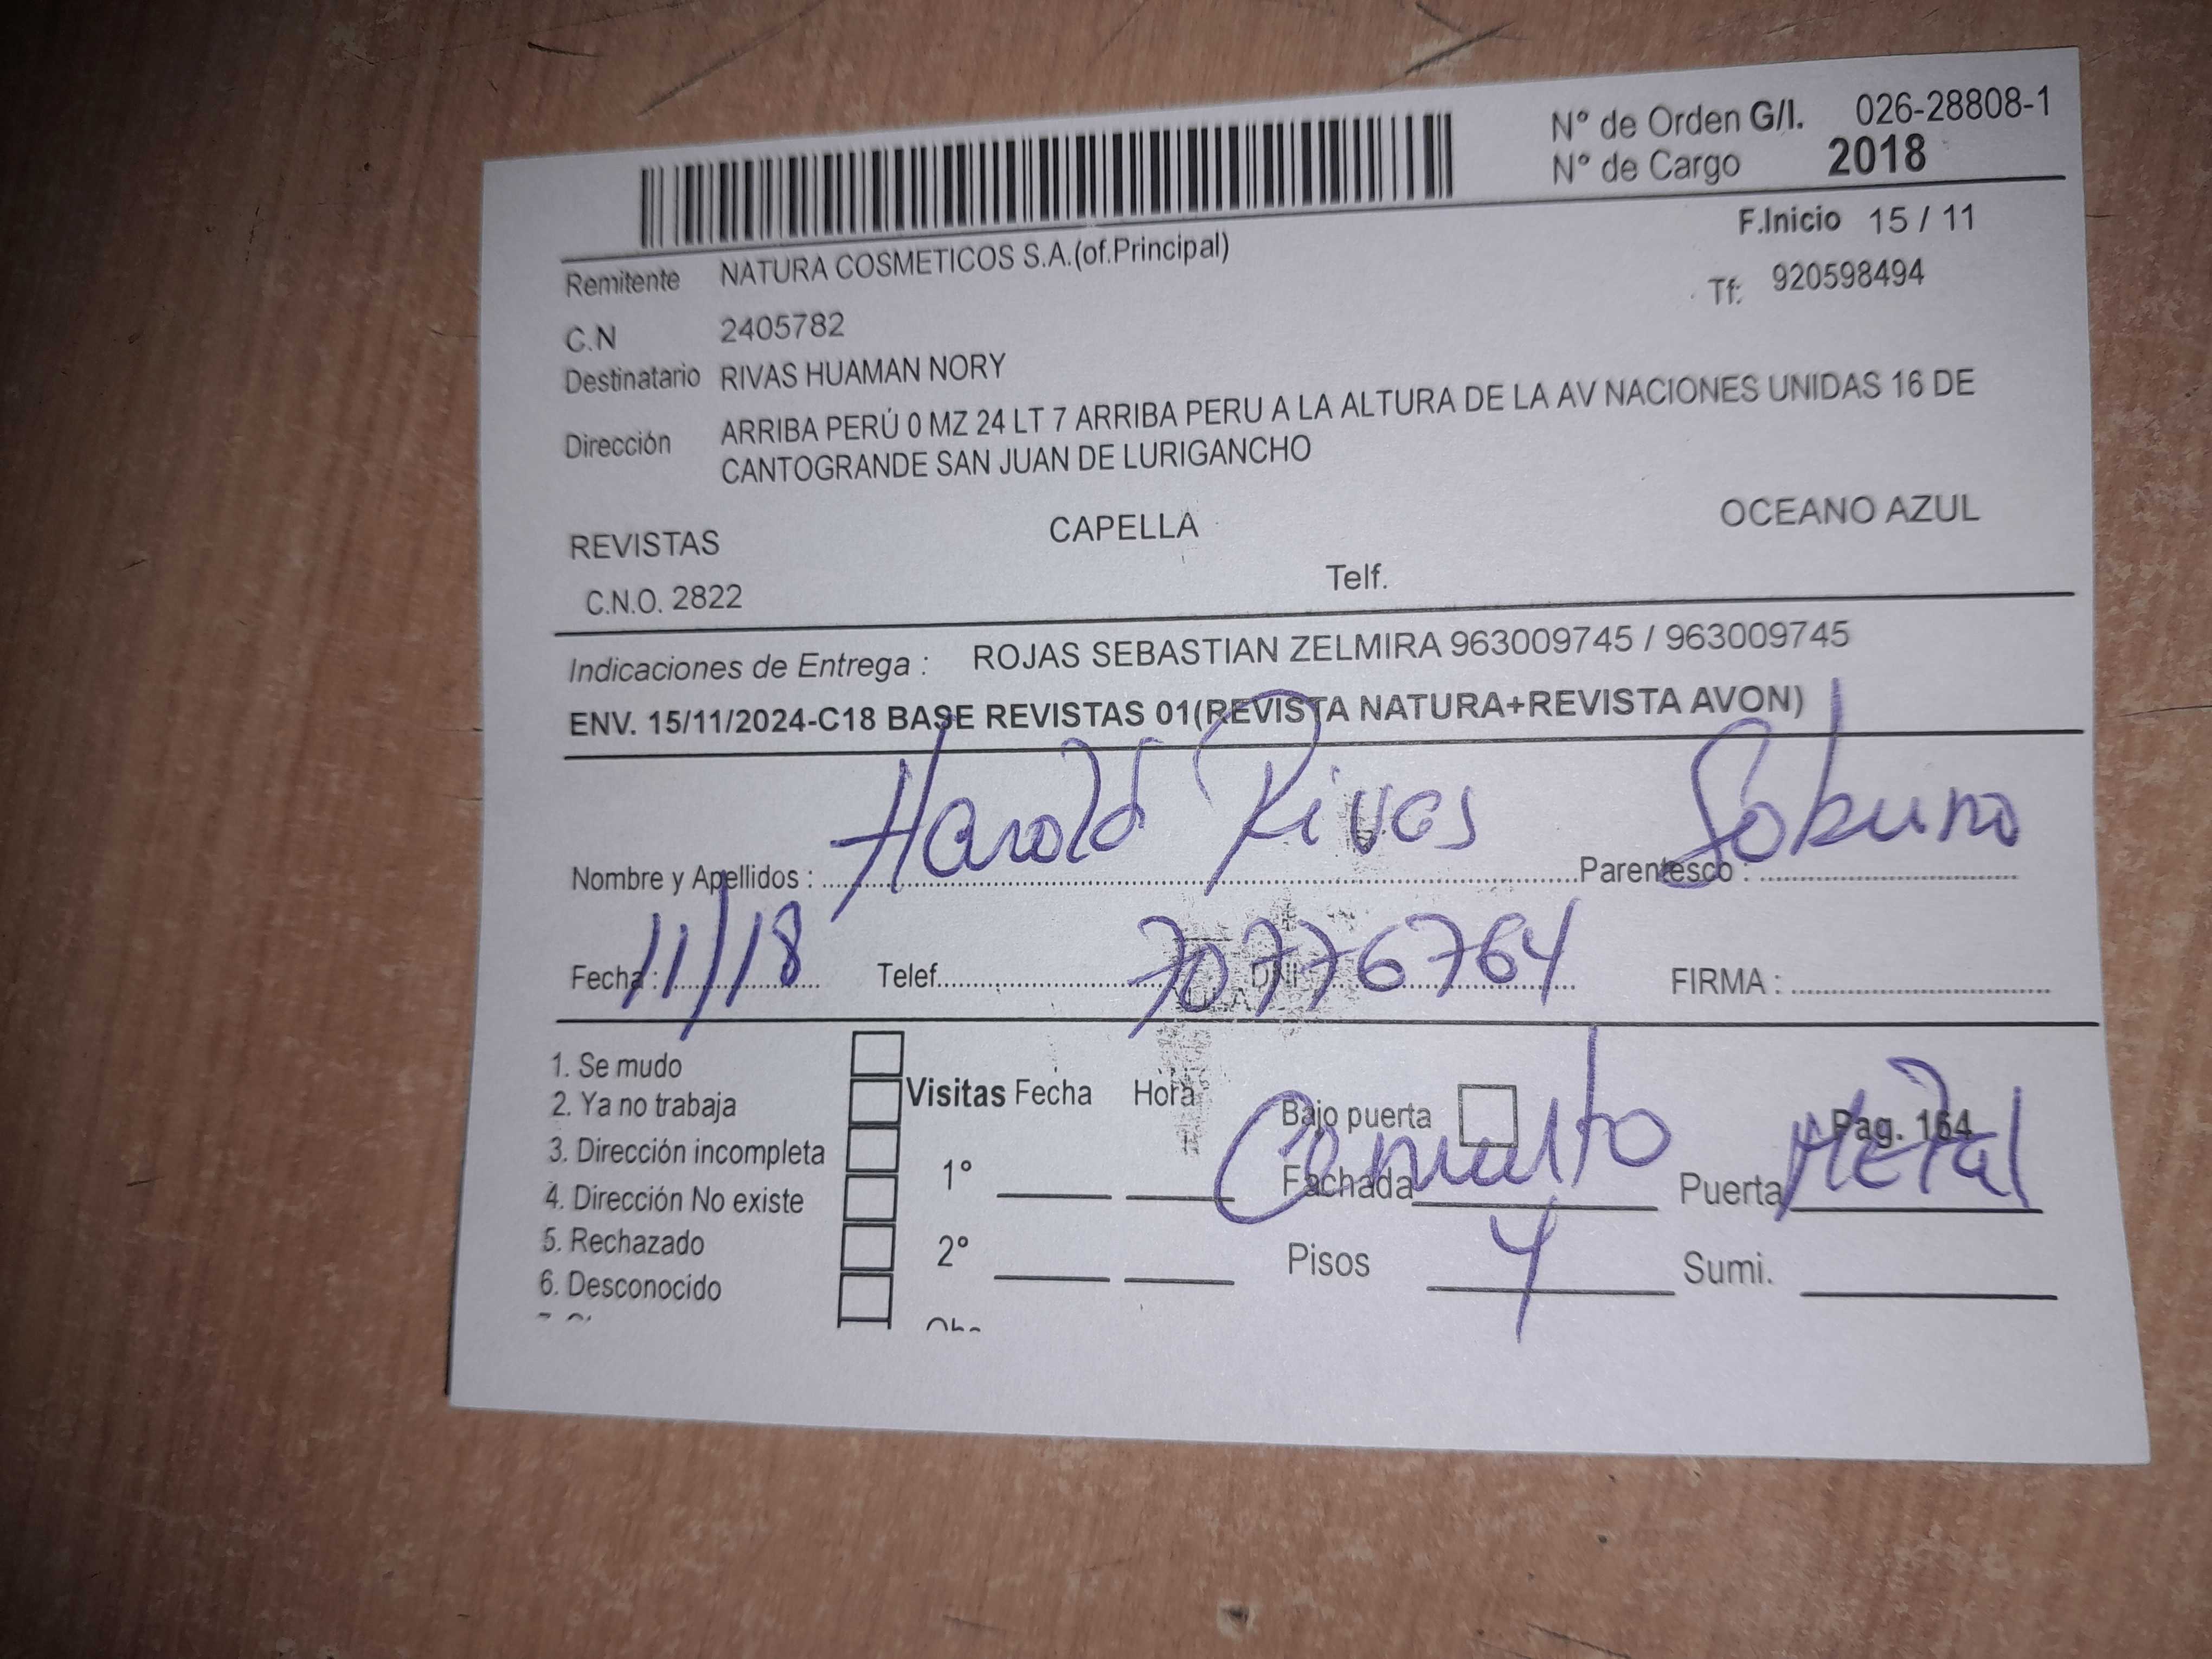 N° de Orden G/I. 026-28808-1
N° de Cargo 2018
F.Inicio 15 / 11
Remitente NATURA COSMETICOS S.A.(of.Principal)
Tf: 920598494
C.N 2405782
Destinatario RIVAS HUAMAN NORY
Dirección ARRIBA PERÚ 0 MZ 24 LT 7 ARRIBA PERU A LA ALTURA DE LA AV NACIONES UNIDAS 16 DE
CANTOGRANDE SAN JUAN DE LURIGANCHO
REVISTAS CAPELLA OCEANO AZUL
C.N.O. 2822 Telf.
Indicaciones de Entrega : ROJAS SEBASTIAN ZELMIRA 963009745 / 963009745
ENV. 15/11/2024-C18 BASE REVISTAS 01(REVISTA NATURA+REVISTA AVON)
Nombre y Apellidos : Harold Rivas Parentesco : Sobrino
Fecha : 11/18 Telef. DNI 70776764 FIRMA :
1. Se mudo
2. Ya no trabaja Visitas Fecha Hora Bajo puerta Pag. 164
3. Dirección incompleta
4. Dirección No existe 1° Fachada Puerta Metal
5. Rechazado
2° Pisos 4 Sumi.
6. Desconocido